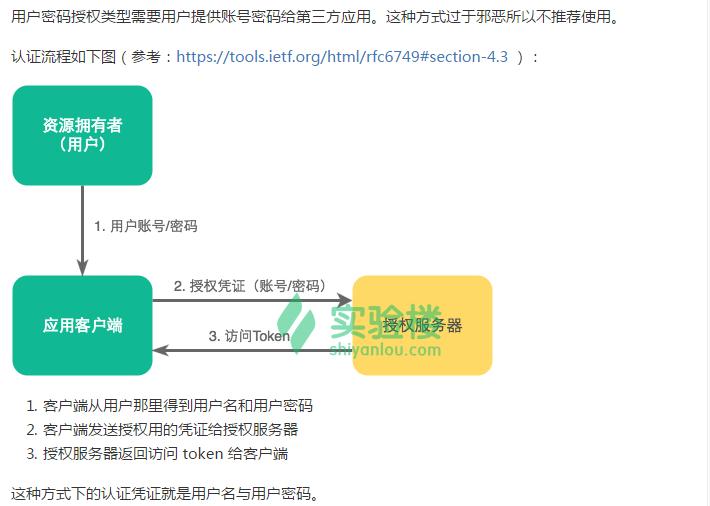 用户密码授权类型需要用户提供账号密码给第三方应用。这种方式过于邪恶所以不推荐使用。
认证流程如下图（参考：https://tools.ietf.org/html/rfc6749#section-4.3 ）：
资源拥有者
（用户）
1. 用户账号/密码
应用客户端
2. 授权凭证（账号/密码）
3. 访问Token
授权服务器
实验楼
shiyanlou.com
1. 客户端从用户那里得到用户名和用户密码
2. 客户端发送授权用的凭证给授权服务器
3. 授权服务器返回访问 token 给客户端
这种方式下的认证凭证就是用户名与用户密码。